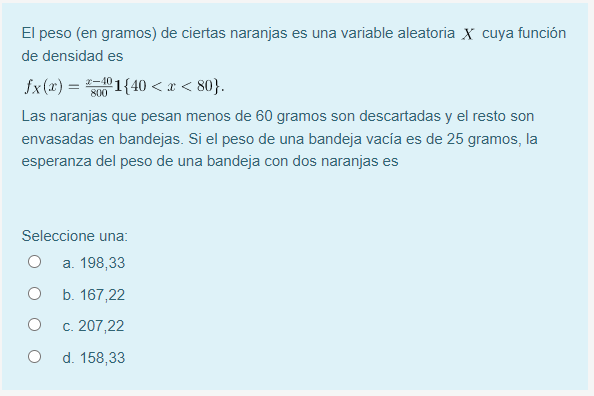 El peso (en gramos) de ciertas naranjas es una variable aleatoria X cuya función
de densidad es
f_X(x) = \frac{x-40}{800} 1{40 < x < 80}.
Las naranjas que pesan menos de 60 gramos son descartadas y el resto son
envasadas en bandejas. Si el peso de una bandeja vacía es de 25 gramos, la
esperanza del peso de una bandeja con dos naranjas es
Seleccione una:
a. 198,33
b. 167,22
c. 207,22
d. 158,33